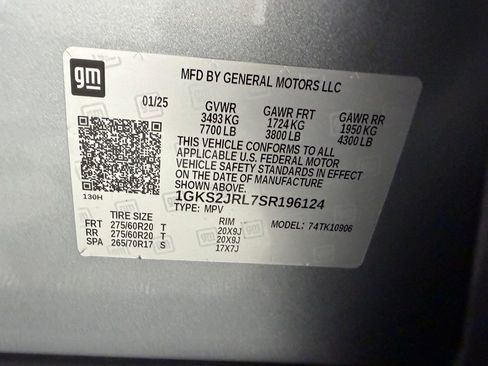 gm
MFD BY GENERAL MOTORS LLC
01/25 GVWR GAWR FRT GAWR RR
3493 KG 1724 KG 1950 KG
7700 LB 3800 LB 4300 LB
THIS VEHICLE CONFORMS TO ALL
APPLICABLE U.S. FEDERAL MOTOR
VEHICLE SAFETY STANDARDS IN EFFECT
ON THE DATE OF MANUFACTURE
SHOWN ABOVE.
1GKS2JRL7SR196124
130H
TYPE: MPV
TIRE SIZE RIM MODEL: 74TK10906
FRT 275/60R20 T 20X9J
RR 275/60R20 T 20X9J
SPA 265/70R17 S 17X7J